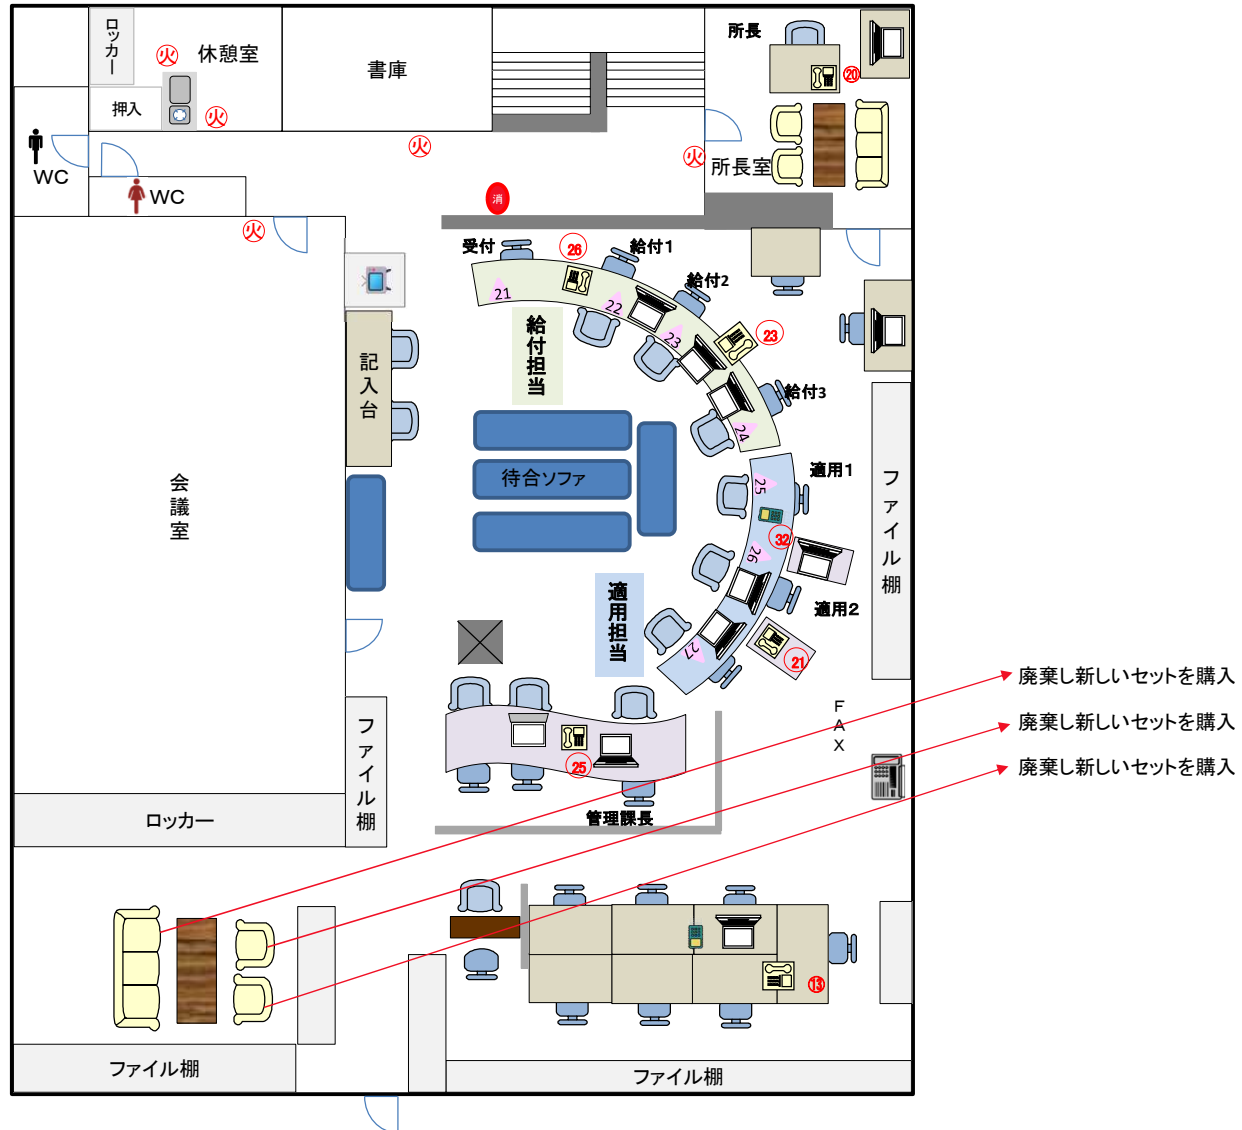 ロッカー
火
休憩室
書庫
所長
⑳
押入
火
火
火
所長室
WC
WC
消
火
受付
㉖
給付1
給付2
21
22
23
㉓
給付担当
給付3
24
記入台
待合ソファ
適用1
25
㉜
26
ファイル棚
会議室
適用担当
適用2
27
㉑
廃棄し新しいセットを購入
FAX
廃棄し新しいセットを購入
ファイル棚
㉕
廃棄し新しいセットを購入
管理課長
ロッカー
⑬
ファイル棚
ファイル棚